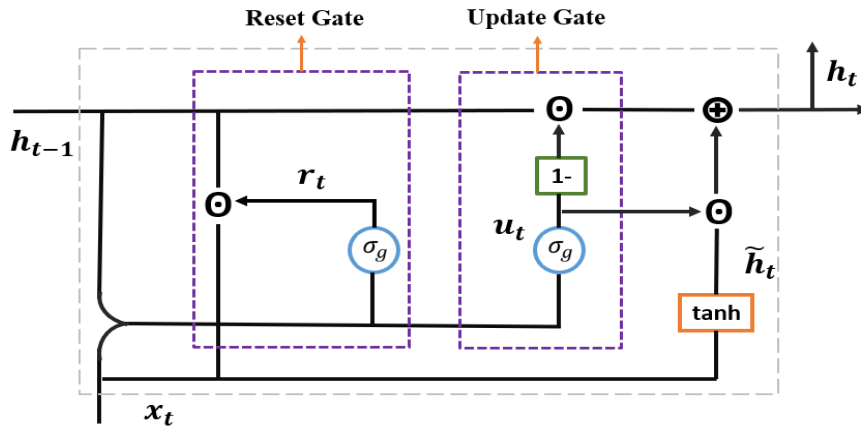 Reset Gate
Update Gate
h_t
h_{t-1}
1-
r_t
u_t
σ_g
σ_g
h̃_t
tanh
x_t